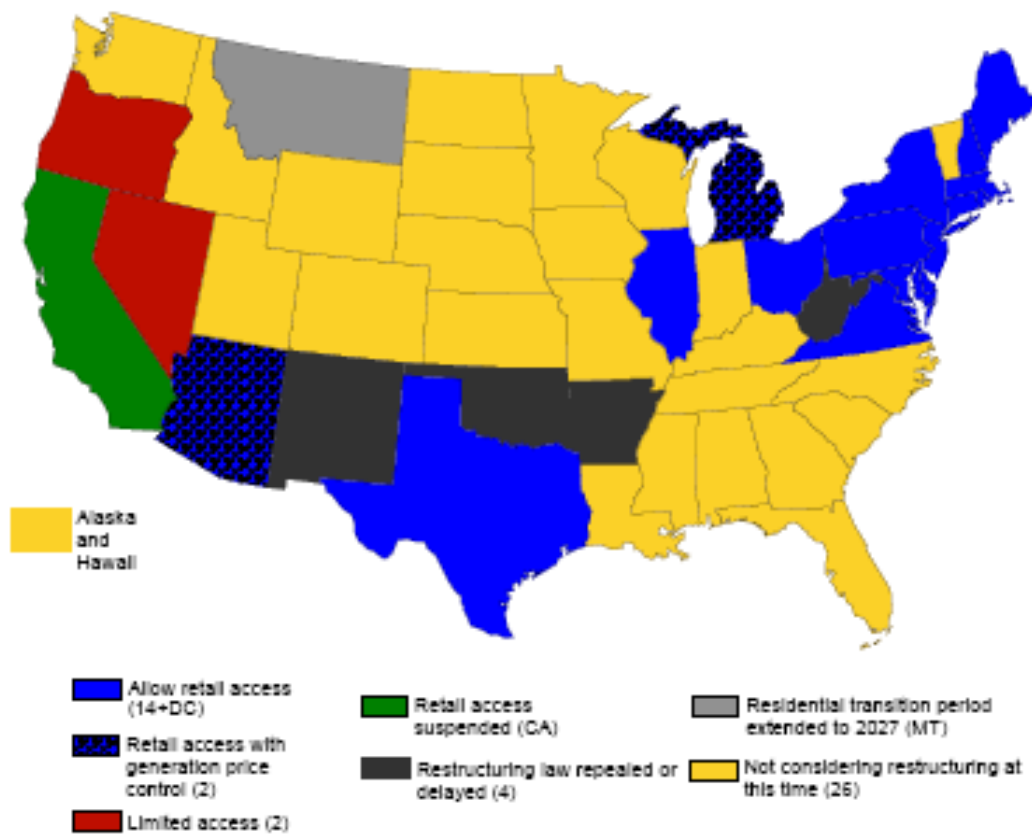 Alaska
and
Hawaii
Allow retail access
(14+DC)
Retail access with
generation price
control (2)
Limited access (2)
Retail access
suspended (CA)
Restructuring law repealed or
delayed (4)
Residential transition period
extended to 2027 (MT)
Not considering restructuring at
this time (26)